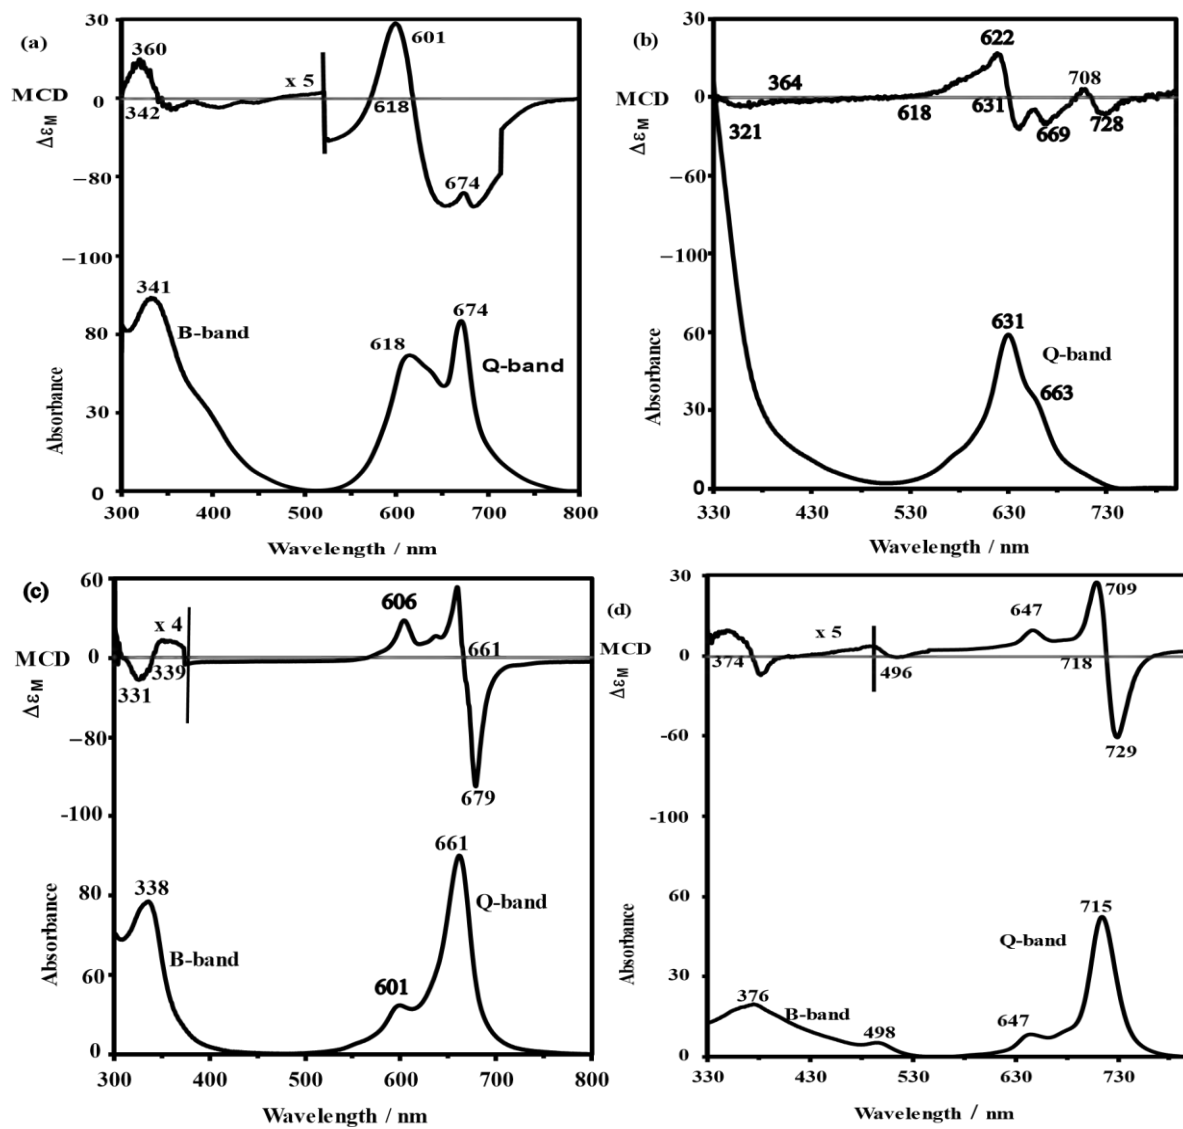 (a)
30
360
601
x 5
MCD
0
342
618
ΔεM
−80
674
−100
341
B-band
674
80
618
Q-band
Absorbance
30
0
300
400
500
600
700
800
Wavelength / nm
(b)
30
622
364
708
MCD
0
321
618
631
669
728
ΔεM
−60
−100
631
60
Q-band
663
Absorbance
30
0
330
430
530
630
730
Wavelength / nm
(c)
60
606
x 4
MCD
0
661
331
339
ΔεM
−80
679
-100
661
338
80
Q-band
B-band
Absorbance
60
601
0
300
400
500
600
700
800
Wavelength / nm
(d)
30
709
647
x 5
MCD
0
374
496
718
ΔεM
−60
729
-100
60
715
Q-band
Absorbance
30
376
B-band
498
647
0
330
430
530
630
730
Wavelength / nm